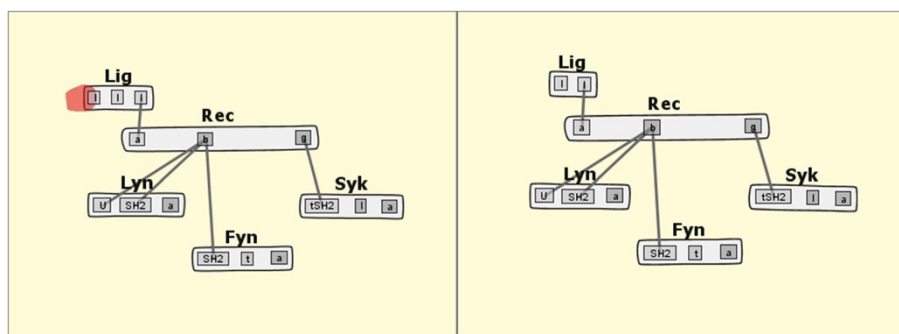 Lig
l l l
Rec
a b g
Lyn
U SH2 a
Syk
tSH2 l a
Fyn
SH2 t a
Lig
l l
Rec
a b g
Lyn
U SH2 a
Syk
tSH2 l a
Fyn
SH2 t a